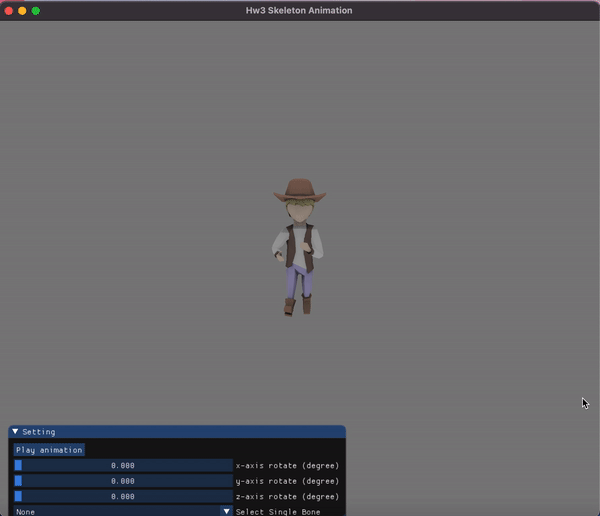 Hw3 Skeleton Animation
Setting
Play animation
0.000 x-axis rotate (degree)
0.000 y-axis rotate (degree)
0.000 z-axis rotate (degree)
None Select Single Bone